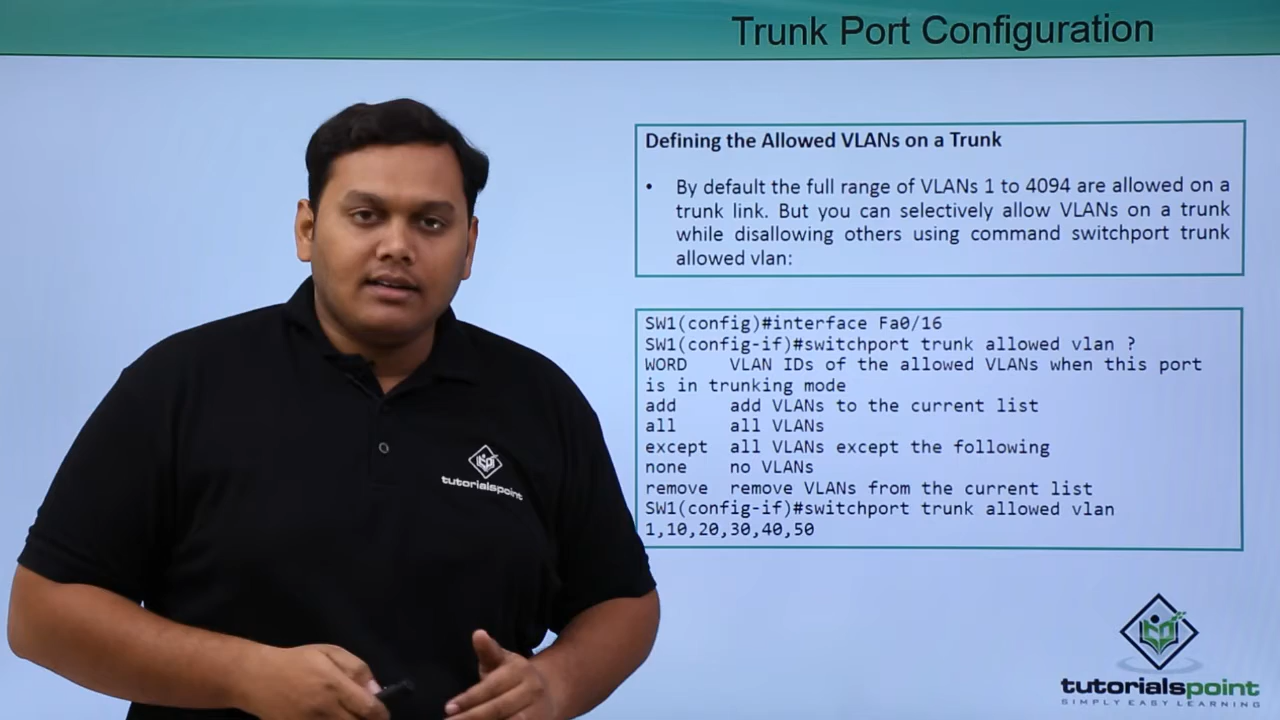 Trunk Port Configuration
Defining the Allowed VLANs on a Trunk
• By default the full range of VLANs 1 to 4094 are allowed on a
trunk link. But you can selectively allow VLANs on a trunk
while disallowing others using command switchport trunk
allowed vlan:
SW1(config)#interface Fa0/16
SW1(config-if)#switchport trunk allowed vlan ?
WORD VLAN IDs of the allowed VLANs when this port
is in trunking mode
add add VLANs to the current list
all all VLANs
except all VLANs except the following
none no VLANs
remove remove VLANs from the current list
SW1(config-if)#switchport trunk allowed vlan
1,10,20,30,40,50
tutorialspoint
tutorialspoint
SIMPLY EASY LEARNING